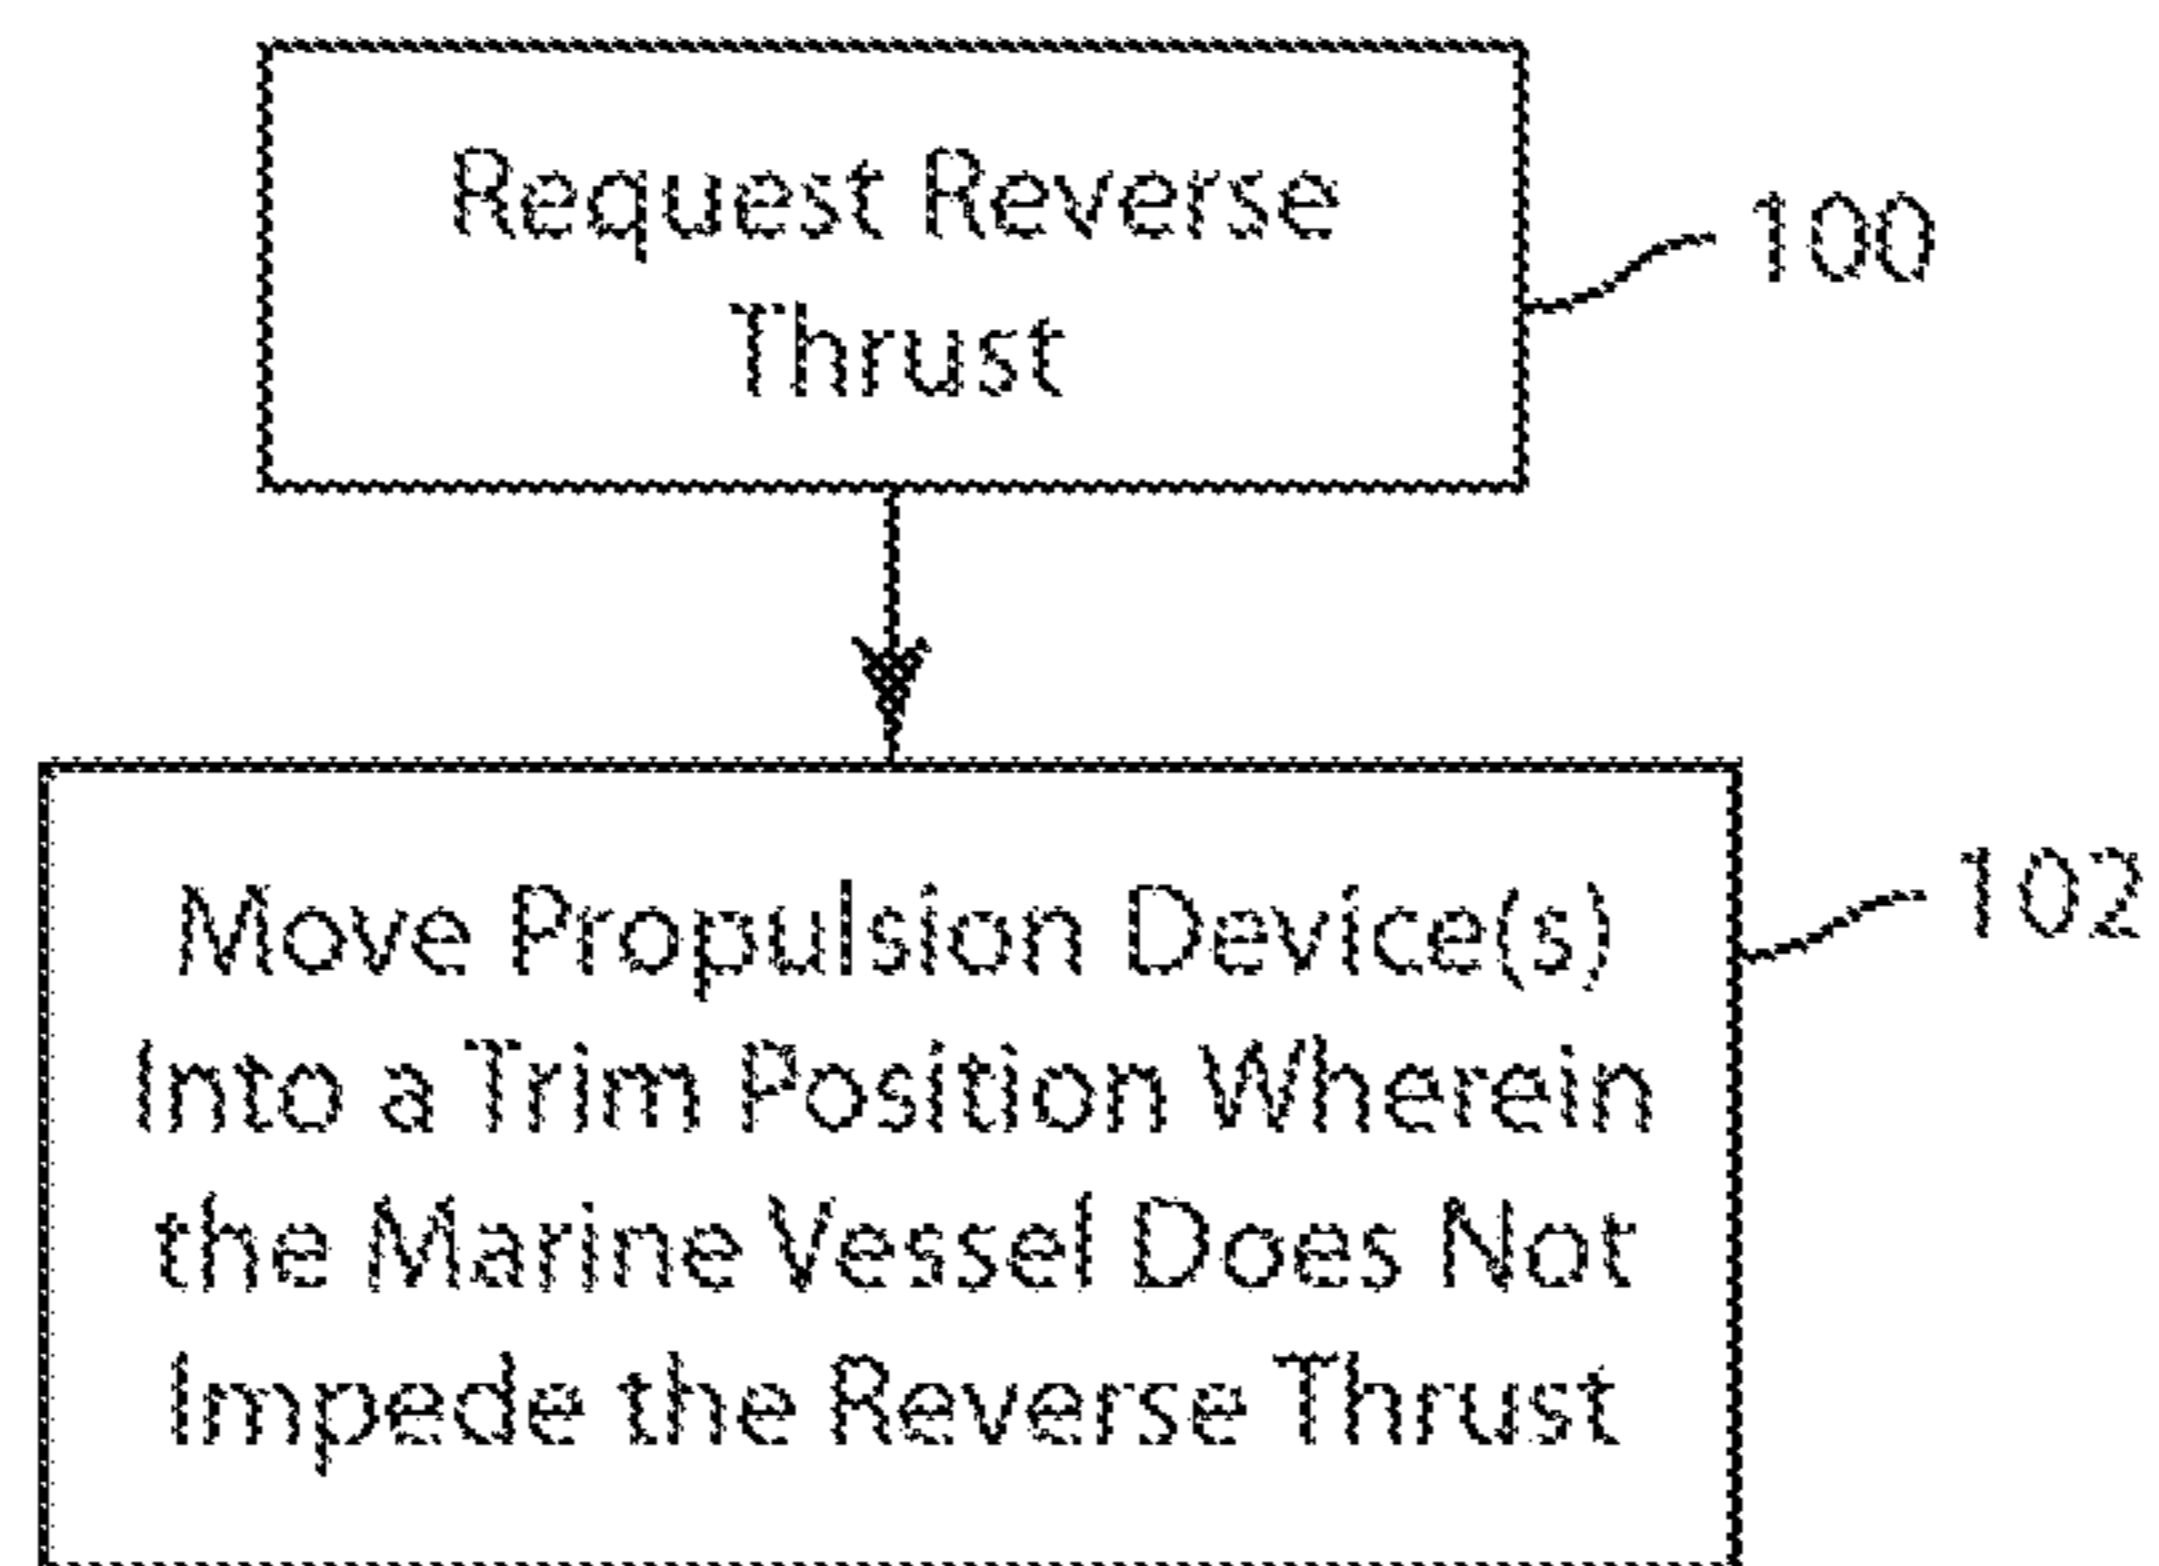 Request Reverse
Thrust
100
Move Propulsion Device(s)
Into a Trim Position Wherein
the Marine Vessel Does Not
Impede the Reverse Thrust
102